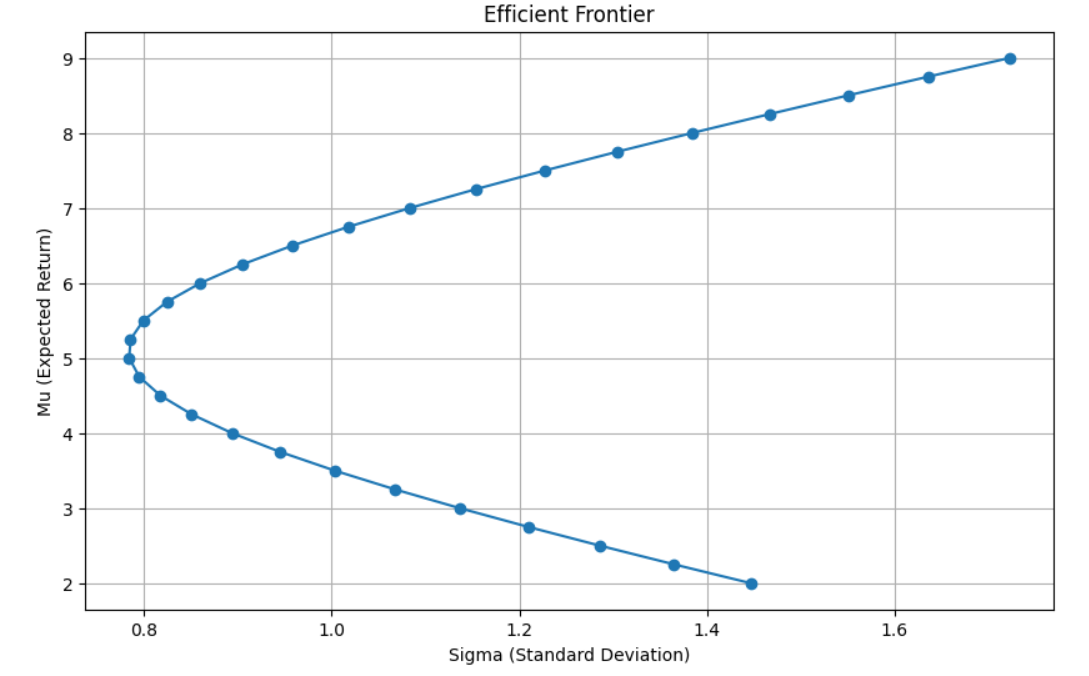 Efficient Frontier
Mu (Expected Return)
9
8
7
6
5
4
3
2
0.8 1.0 1.2 1.4 1.6
Sigma (Standard Deviation)